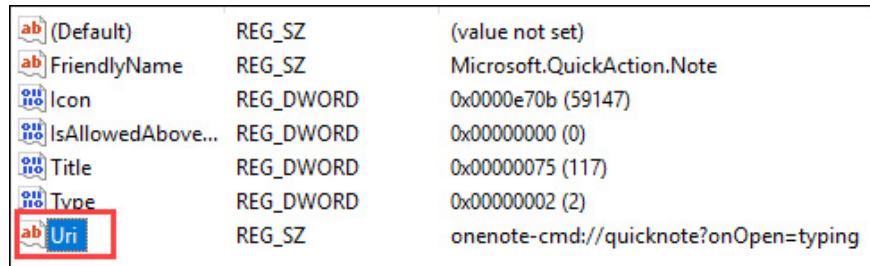 (Default) REG_SZ (value not set)
FriendlyName REG_SZ Microsoft.QuickAction.Note
Icon REG_DWORD 0x0000e70b (59147)
IsAllowedAbove... REG_DWORD 0x00000000 (0)
Title REG_DWORD 0x00000075 (117)
Type REG_DWORD 0x00000002 (2)
Uri REG_SZ onenote-cmd://quicknote?onOpen=typing